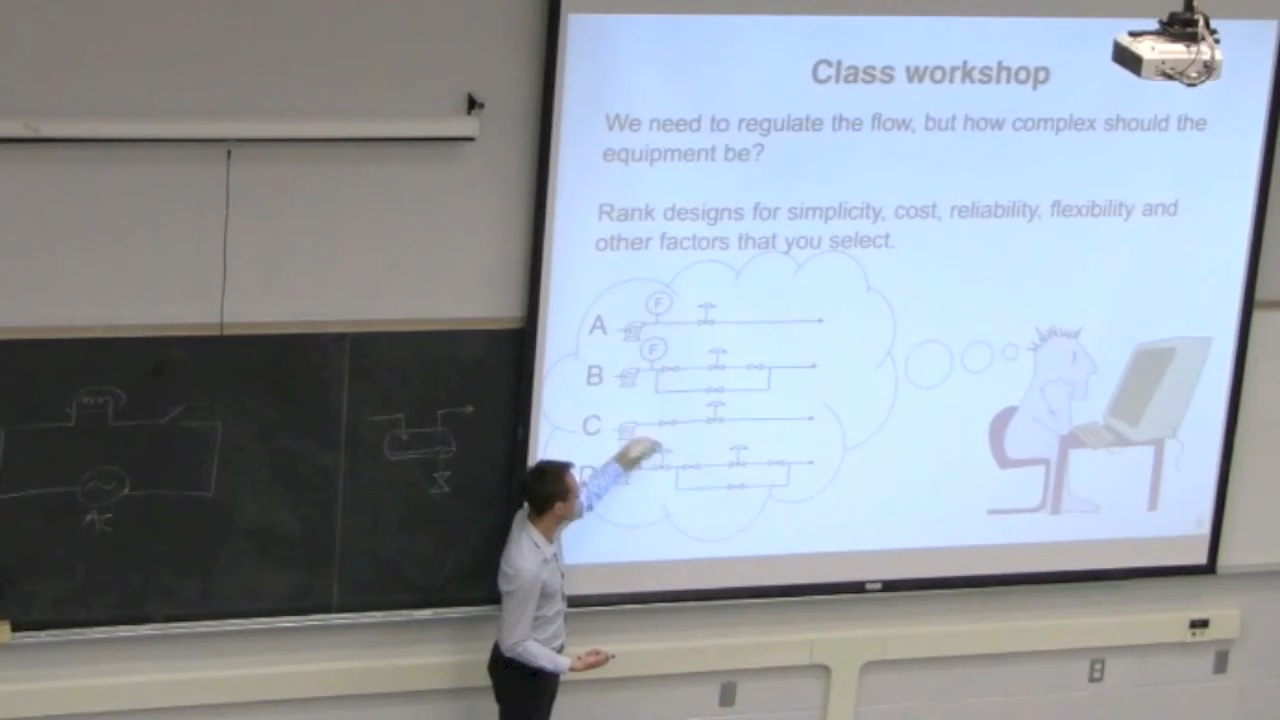 Class workshop
We need to regulate the flow, but how complex should the
equipment be?
Rank designs for simplicity, cost, reliability, flexibility and
other factors that you select.
A
F
B
F
C
D
AC